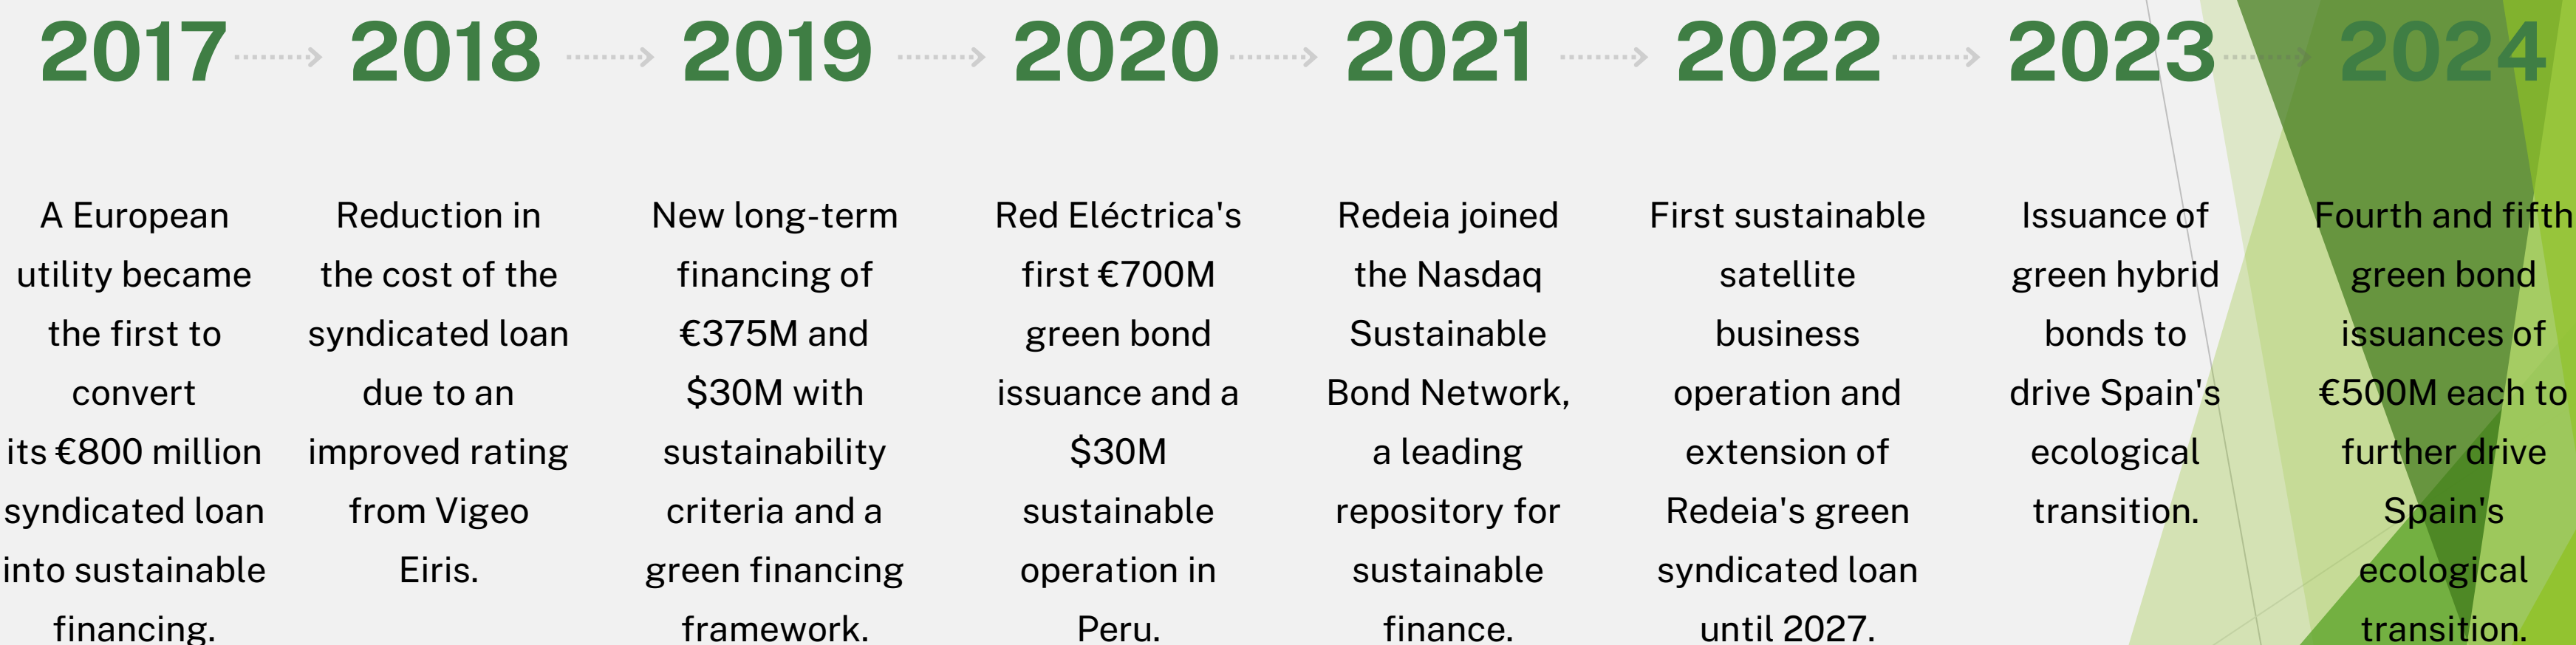 2017
2018
2019
2020
2021
2022
2023
2024
A European
utility became
the first to
convert
its €800 million
syndicated loan
into sustainable
financing.
Reduction in
the cost of the
syndicated loan
due to an
improved rating
from Vigeo
Eiris.
New long-term
financing of
€375M and
$30M with
sustainability
criteria and a
green financing
framework.
Red Eléctrica's
first €700M
green bond
issuance and a
$30M
sustainable
operation in
Peru.
Redeia joined
the Nasdaq
Sustainable
Bond Network,
a leading
repository for
sustainable
finance.
First sustainable
satellite
business
operation and
extension of
Redeia's green
syndicated loan
until 2027.
Issuance of
green hybrid
bonds to
drive Spain's
ecological
transition.
Fourth and fifth
green bond
issuances of
€500M each to
further drive
Spain's
ecological
transition.